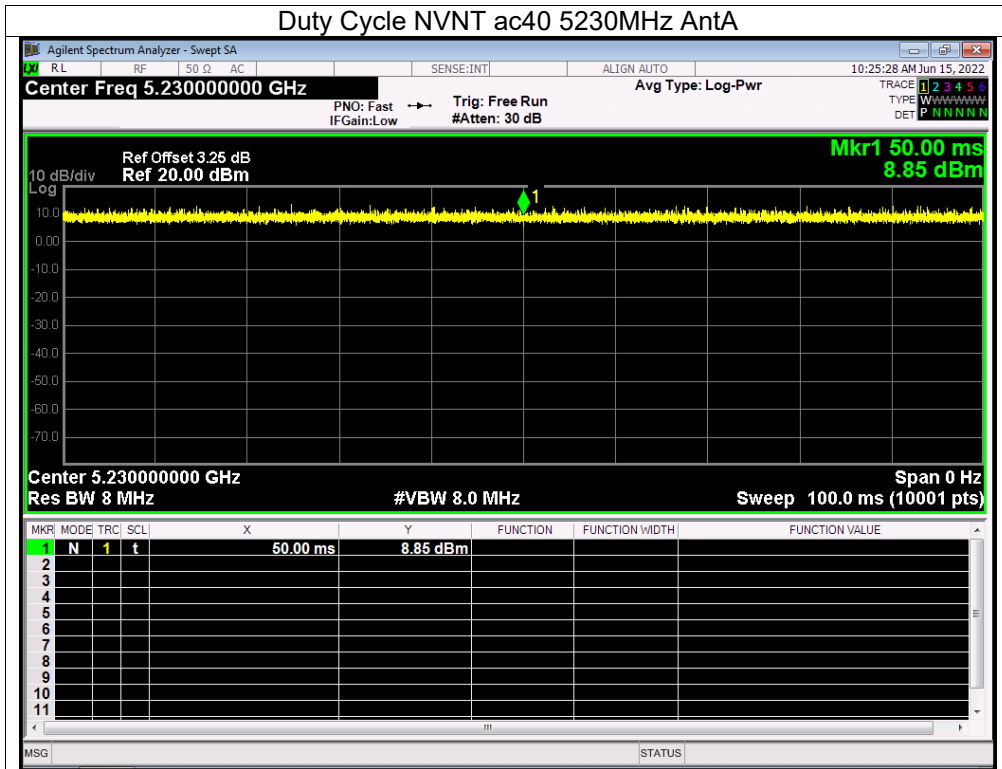 Duty Cycle NVNT ac40 5230MHz AntA
Agilent Spectrum Analyzer - Swept SA
LXI RL RF 50 Ω AC SENSE:INT ALIGN AUTO 10:25:28 AM Jun 15, 2022
Center Freq 5.230000000 GHz
PNO: Fast
IFGain:Low
Trig: Free Run
#Atten: 30 dB
Avg Type: Log-Pwr
TRACE 1 2 3 4 5 6
TYPE WWWWWW
DET P N N N N N
Mkr1 50.00 ms
8.85 dBm
Ref Offset 3.25 dB
10 dB/div Ref 20.00 dBm
Log
1
10.0
0.00
-10.0
-20.0
-30.0
-40.0
-50.0
-60.0
-70.0
Center 5.230000000 GHz Span 0 Hz
Res BW 8 MHz #VBW 8.0 MHz Sweep 100.0 ms (10001 pts)
MKR MODE TRC SCL X Y FUNCTION FUNCTION WIDTH FUNCTION VALUE
1 N 1 t 50.00 ms 8.85 dBm
2
3
4
5
6
7
8
9
10
11
MSG STATUS